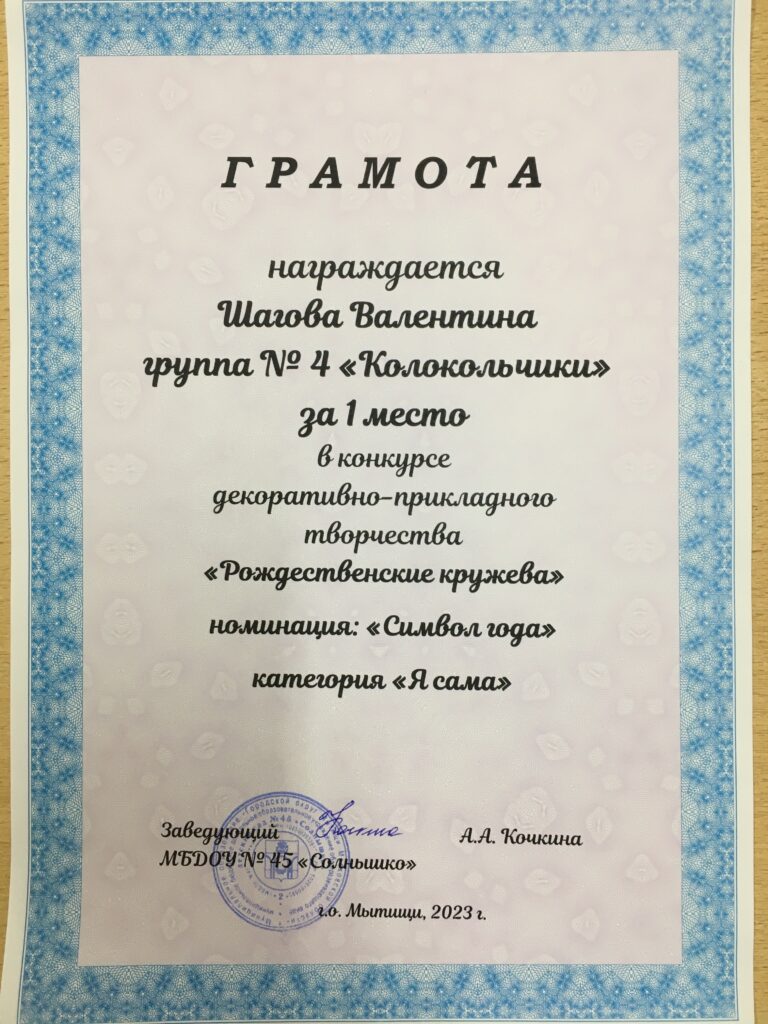 ГРАМОТА
награждается
Шагова Валентина
группа № 4 «Колокольчики»
за 1 место
в конкурсе
декоративно-прикладного
творчества
«Рождественские кружева»
номинация: «Символ года»
категория «Я сама»
Заведующий А.А. Кочкина
МБДОУ № 45 «Солнышко»
г.о. Мытищи, 2023 г.